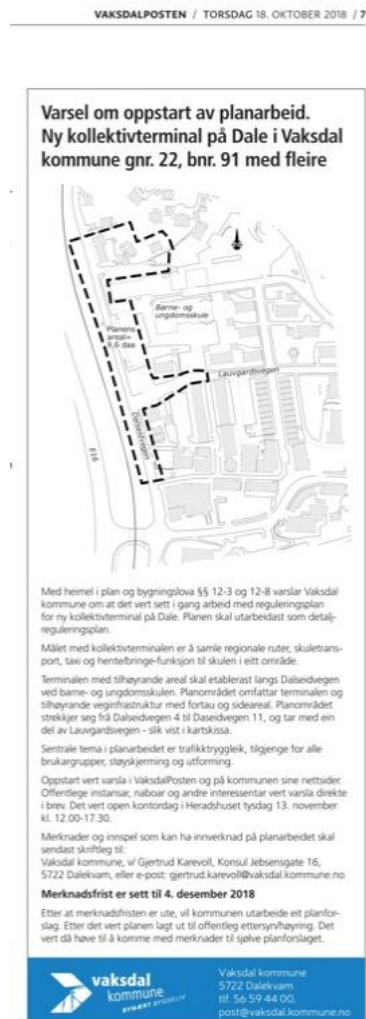 VAKSDALPOSTEN / TORSDAG 18. OKTOBER 2018 / 7
Varsel om oppstart av planarbeid.
Ny kollektivterminal på Dale i Vaksdal
kommune gnr. 22, bnr. 91 med fleire
Barne- og
ungdomsskule
Planens
areal=
9,6 daa
Lauvgardsvegen
Dalseidvegen
E16
Med heimel i plan og bygningslova §§ 12-3 og 12-8 varslar Vaksdal
kommune om at det vert sett i gang arbeid med reguleringsplan
for ny kollektivterminal på Dale. Planen skal utarbeidast som detalj-
reguleringsplan.
Målet med kollektivterminalen er å samle regionale ruter, skuletrans-
port, taxi og hente/bringe-funksjon til skulen i eitt område.
Terminalen med tilhøyrande areal skal etablerast langs Dalseidvegen
ved barne- og ungdomsskulen. Planområdet omfattar terminalen og
tilhøyrande veginfrastruktur med fortau og sideareal. Planområdet
strekkjer seg frå Dalseidvegen 4 til Daseidvegen 11, og tar med ein
del av Lauvgardsvegen - slik vist i kartskissa.
Sentrale tema i planarbeidet er trafikktryggleik, tilgjenge for alle
brukargrupper, støyskjerming og utforming.
Oppstart vert varsla i VaksdalPosten og på kommunen sine nettsider.
Offentlege instansar, naboar og andre interessentar vert varsla direkte
i brev. Det vert open kontordag i Heradshuset tysdag 13. november
kl. 12.00-17.30.
Merknader og innspel som kan ha innverknad på planarbeidet skal
sendast skriftleg til:
Vaksdal kommune, v/ Gjertrud Karevoll, Konsul Jebsensgate 16,
5722 Dalekvam, eller e-post: gjertrud.karevoll@vaksdal.kommune.no
Merknadsfrist er sett til 4. desember 2018
Etter at merknadsfristen er ute, vil kommunen utarbeide eit planfor-
slag. Etter det vert planen lagt ut til offentleg ettersyn/høyring. Det
vert då høve til å komme med merknader til sjølve planforslaget.
vaksdal
kommune
BYNÆRT BYGDELIV
Vaksdal kommune
5722 Dalekvam
tlf. 56 59 44 00,
post@vaksdal.kommune.no